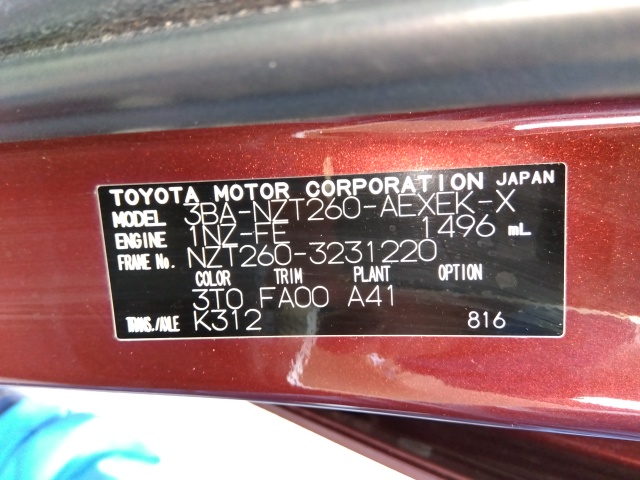 TOYOTA MOTOR CORPORATION JAPAN
MODEL 3BA-NZT260-AEXEK-X
ENGINE 1NZ-FE 1496 mL
FRAME No. NZT260-3231220
COLOR TRIM PLANT OPTION
3T0 FA00 A41
TRANS./AXLE K312 816